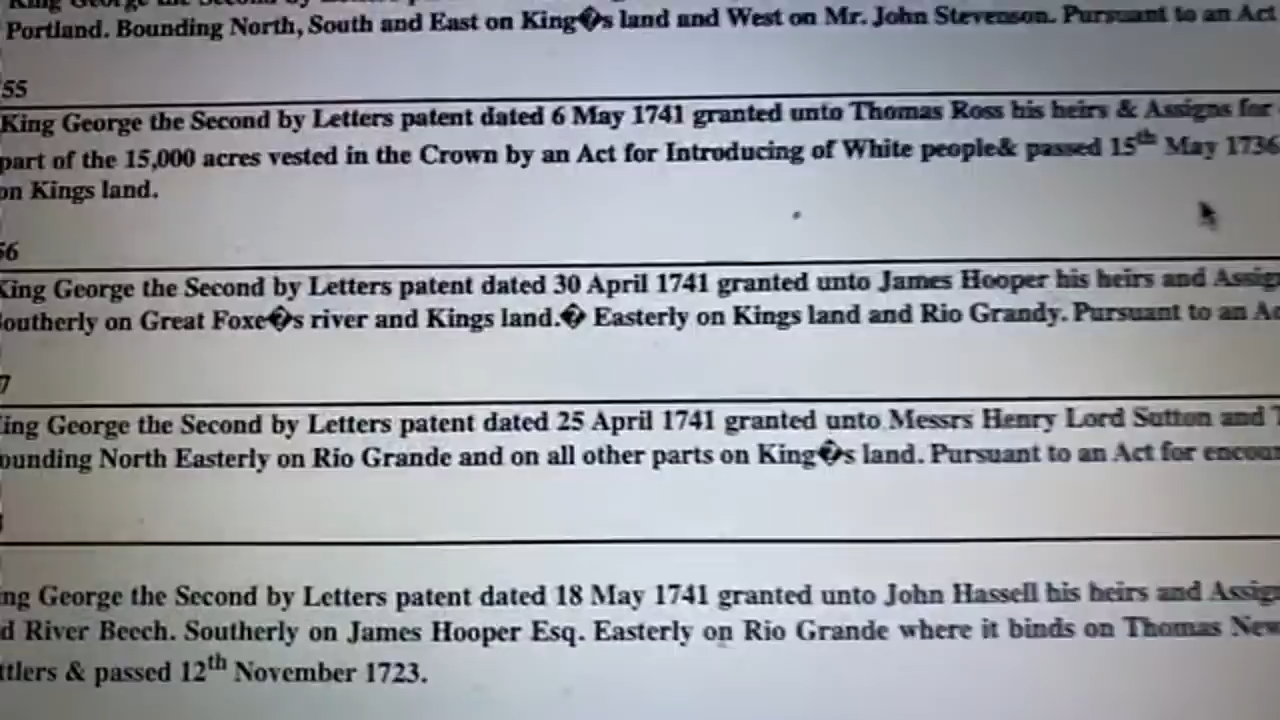 King George the Second by Letters
Portland. Bounding North, South and East on King�s land and West on Mr. John Stevenson. Pursuant to an Act
55
King George the Second by Letters patent dated 6 May 1741 granted unto Thomas Ross his heirs & Assigns for
part of the 15,000 acres vested in the Crown by an Act for Introducing of White people& passed 15th May 1736
on Kings land.
56
King George the Second by Letters patent dated 30 April 1741 granted unto James Hooper his heirs and Assig
outherly on Great Foxe�s river and Kings land.� Easterly on Kings land and Rio Grandy. Pursuant to an Ac
7
ing George the Second by Letters patent dated 25 April 1741 granted unto Messrs Henry Lord Sutton and T
ounding North Easterly on Rio Grande and on all other parts on King�s land. Pursuant to an Act for encour
ng George the Second by Letters patent dated 18 May 1741 granted unto John Hassell his heirs and Assig
d River Beech. Southerly on James Hooper Esq. Easterly on Rio Grande where it binds on Thomas New
ttlers & passed 12th November 1723.